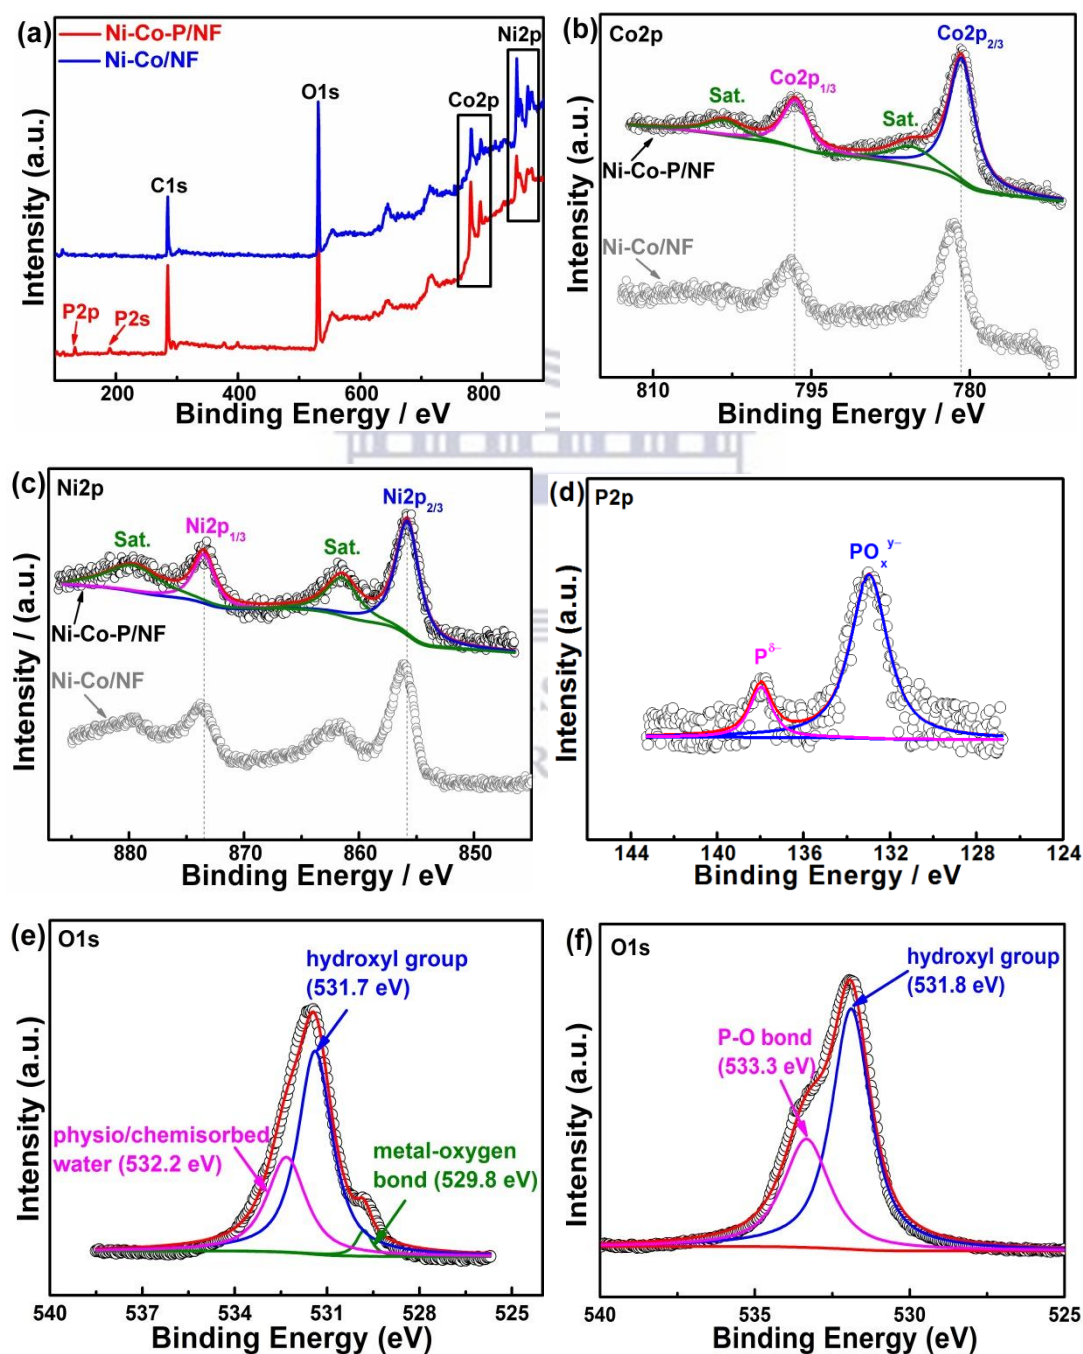 (a)
Ni-Co-P/NF
Ni-Co/NF
Ni2p
O1s
Co2p
C1s
P2p
P2s
Intensity (a.u.)
200 400 600 800
Binding Energy / eV
(b)
Co2p
Co2p2/3
Co2p1/3
Sat.
Sat.
Ni-Co-P/NF
Ni-Co/NF
Intensity (a.u.)
810 795 780
Binding Energy / eV
(c)
Ni2p
Ni2p2/3
Ni2p1/3
Sat.
Sat.
Ni-Co-P/NF
Ni-Co/NF
Intensity / (a.u.)
880 870 860 850
Binding Energy / eV
(d)
P2p
POxy−
Pδ−
Intensity (a.u.)
144 140 136 132 128 124
Binding Energy / eV
(e)
O1s
hydroxyl group
(531.7 eV)
physio/chemisorbed
water (532.2 eV)
metal-oxygen
bond (529.8 eV)
Intensity (a.u.)
540 537 534 531 528 525
Binding Energy (eV)
(f)
O1s
hydroxyl group
(531.8 eV)
P-O bond
(533.3 eV)
Intensity (a.u.)
540 535 530 525
Binding Energy (eV)